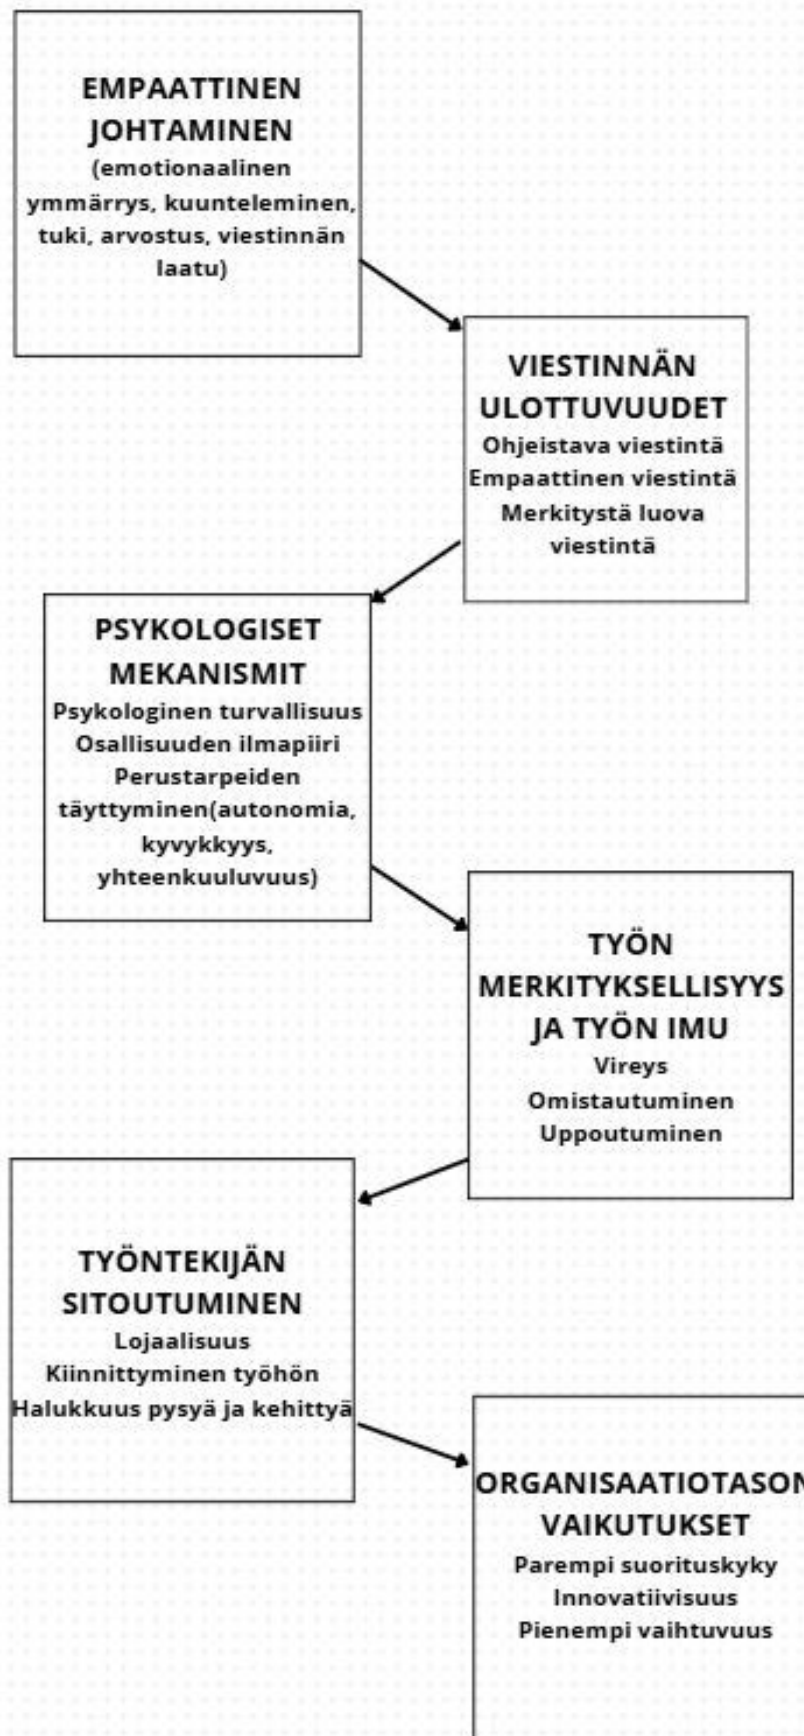 EMPAATTINEN
JOHTAMINEN
(emotionaalinen
ymmärrys, kuunteleminen,
tuki, arvostus, viestinnän
laatu)
VIESTINNÄN
ULOTTUVUUDET
Ohjeistava viestintä
Empaattinen viestintä
Merkitystä luova
viestintä
PSYKOLOGISET
MEKANISMIT
Psykologinen turvallisuus
Osallisuuden ilmapiiri
Perustarpeiden
täyttyminen(autonomia,
kyvykkyys,
yhteenkuuluvuus)
TYÖN
MERKITYKSELLISYYS
JA TYÖN IMU
Vireys
Omistautuminen
Uppoutuminen
TYÖNTEKIJÄN
SITOUTUMINEN
Lojaalisuus
Kiinnittyminen työhön
Halukkuus pysyä ja kehittyä
ORGANISAATIOTASON
VAIKUTUKSET
Parempi suorituskyky
Innovatiivisuus
Pienempi vaihtuvuus